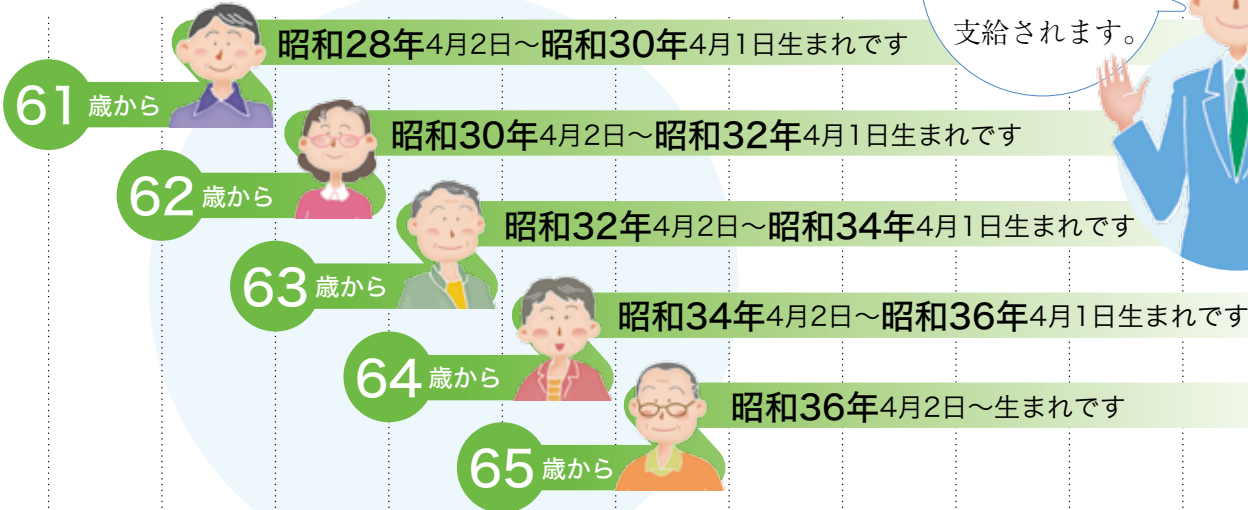 支給されます。
昭和28年4月2日～昭和30年4月1日生まれです
61歳から
昭和30年4月2日～昭和32年4月1日生まれです
62歳から
昭和32年4月2日～昭和34年4月1日生まれです
63歳から
昭和34年4月2日～昭和36年4月1日生まれです
64歳から
昭和36年4月2日～生まれです
65歳から